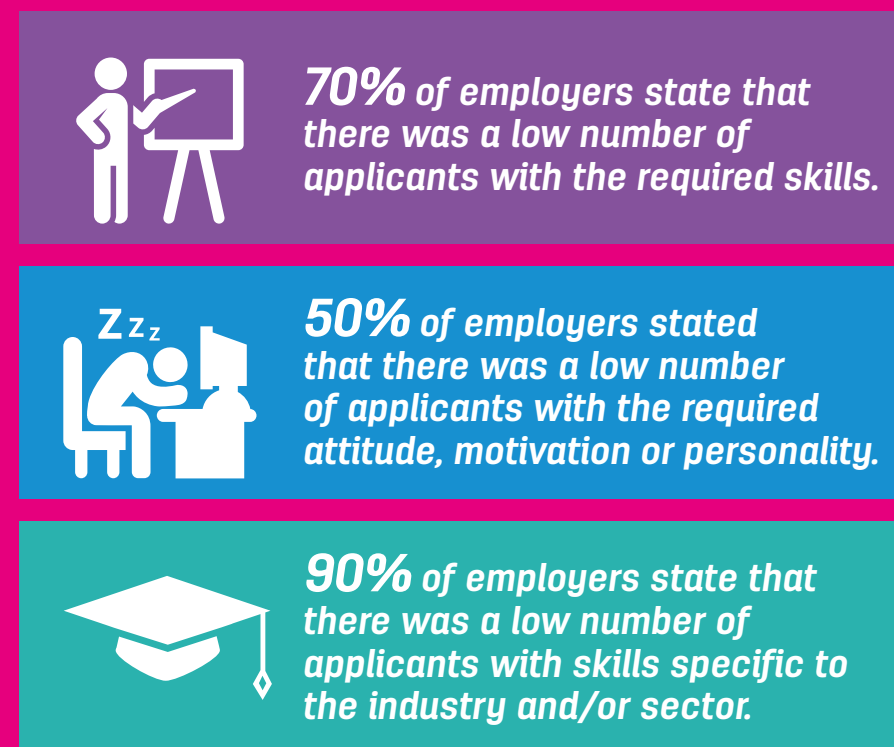 70% of employers state that
there was a low number of
applicants with the required skills.
Z Z Z
50% of employers stated
that there was a low number
of applicants with the required
attitude, motivation or personality.
90% of employers state that
there was a low number of
applicants with skills specific to
the industry and/or sector.